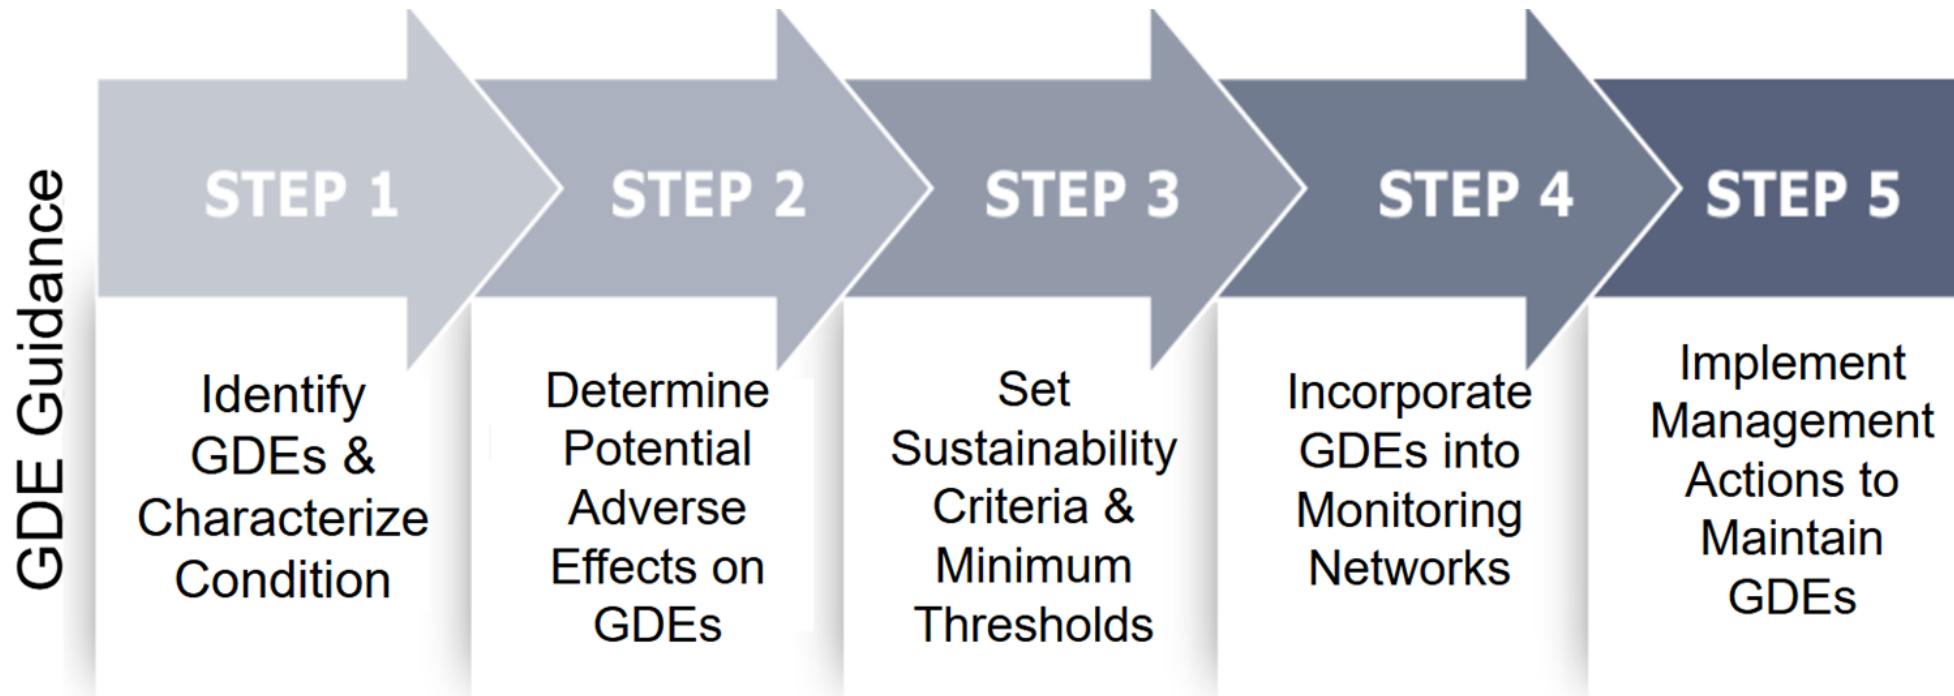 GDE Guidance
STEP 1
Identify
GDEs &
Characterize
Condition
STEP 2
Determine
Potential
Adverse
Effects on
GDEs
STEP 3
Set
Sustainability
Criteria &
Minimum
Thresholds
STEP 4
Incorporate
GDEs into
Monitoring
Networks
STEP 5
Implement
Management
Actions to
Maintain
GDEs